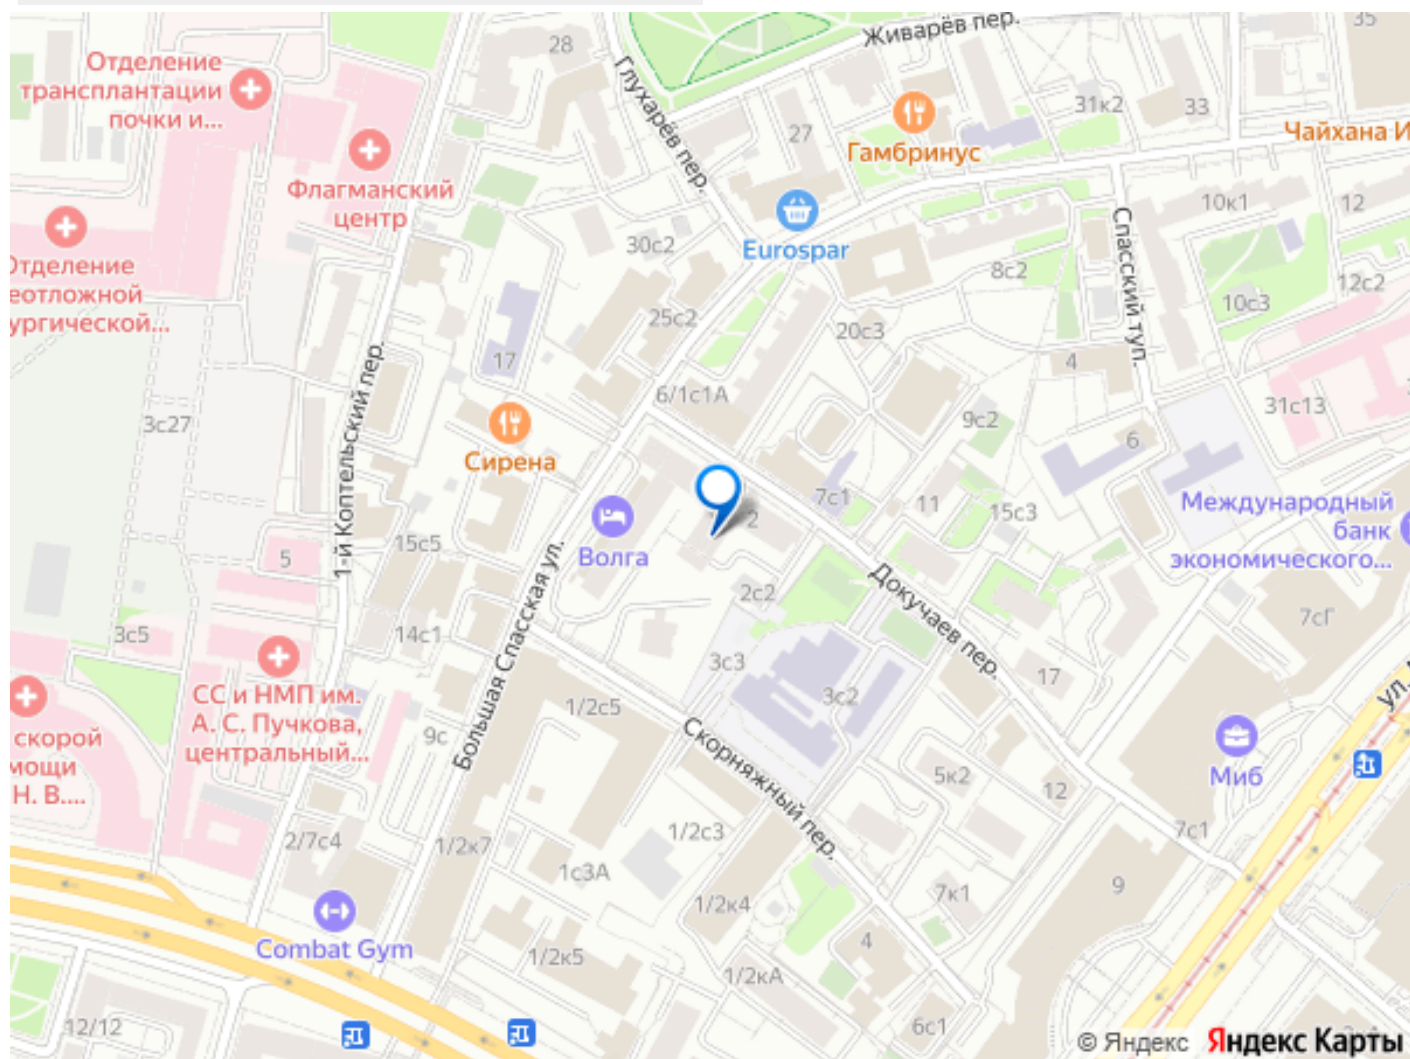 28
Живарёв пер.
35
Отделение
трансплантации
почки и...
Глухарёв пер.
31к2
33
27
Гамбринус
Чайхана И
Флагманский
центр
Eurospar
10к1
12
Спасский туп.
30с2
Отделение
еотложной
ургической...
8с2
12с2
10с3
25с2
20с3
17
4
1-й Коптельский пер.
6/1с1А
31с13
3с27
9с2
6
Сирена
7с1
11
15с3
Международный
банк
экономического...
2
Волга
15с5
5
Докучаев пер.
2с2
7сГ
Большая Спасская ул.
3с5
14с1
3с3
17
СС и НМП им.
А. С. Пучкова,
центральный...
3с2
ул.
1/2с5
скорой
мощи
Н. В....
9с
Скорняжный пер.
Миб
5к2
12
1/2с3
7с1
2/7с4
1/2к7
1с3А
9
7к1
1/2к4
Combat Gym
4
1/2к5
1/2кА
12/12
6с1
© Яндекс Яндекс Карты